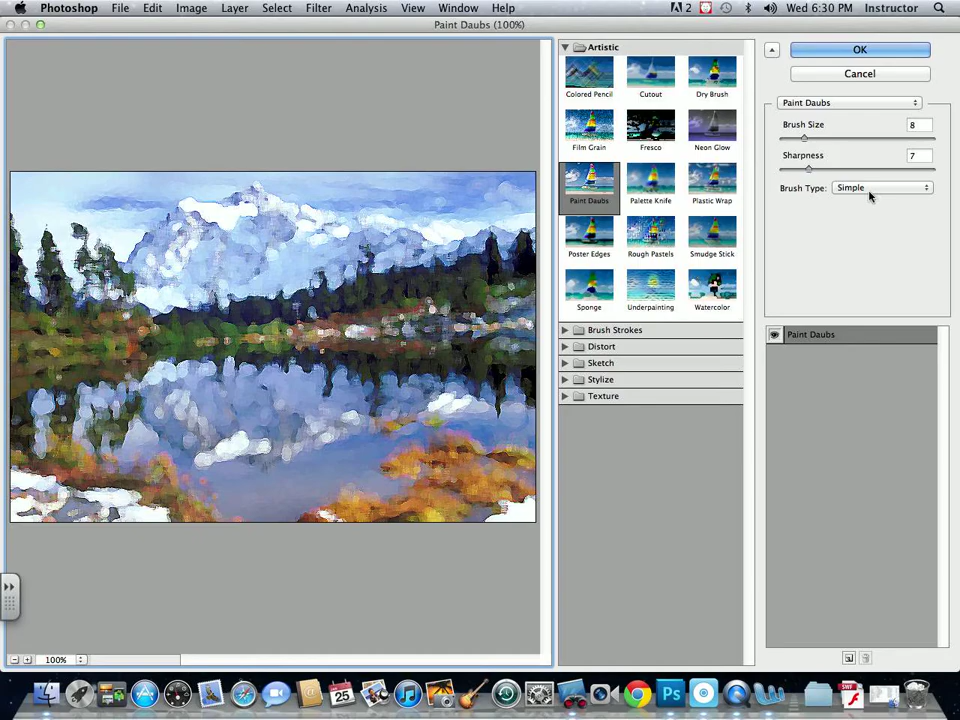 Photoshop File Edit Image Layer Select Filter Analysis View Window Help 2 Wed 6:30 PM Instructor
Paint Daubs (100%)
Artistic
Colored Pencil Cutout Dry Brush
Film Grain Fresco Neon Glow
Paint Daubs Palette Knife Plastic Wrap
Poster Edges Rough Pastels Smudge Stick
Sponge Underpainting Watercolor
Brush Strokes
Distort
Sketch
Stylize
Texture
OK
Cancel
Paint Daubs
Brush Size 8
Sharpness 7
Brush Type: Simple
Paint Daubs
100%
25
Ps
SWF